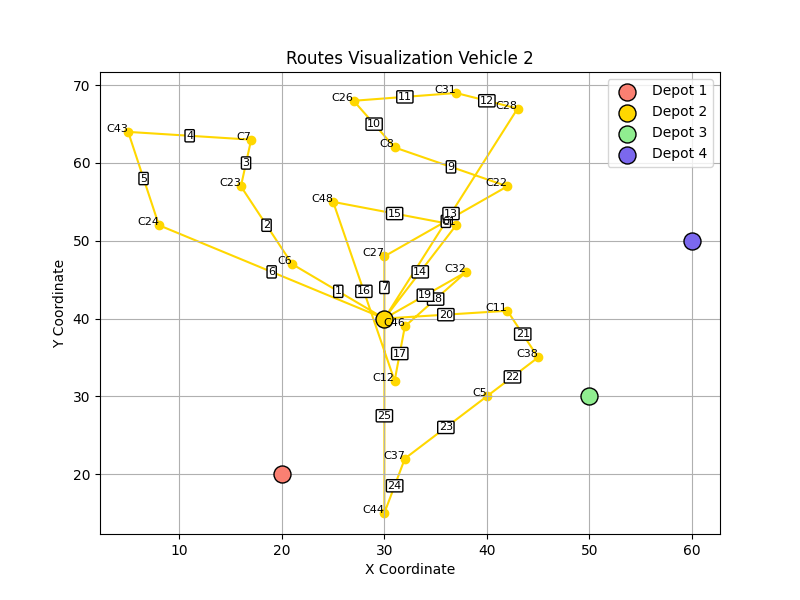 Routes Visualization Vehicle 2
Depot 1
Depot 2
Depot 3
Depot 4
C26
11
C31
12
C28
10
C8
C43
4
C7
3
9
5
C23
C22
C48
15
13
C24
2
C1
C27
C6
6
14
C32
1
16
7
19
18
C46
20
C11
21
17
C38
C12
22
C5
25
23
C37
24
C44
70
60
50
40
30
20
10
20
30
40
50
60
X Coordinate
Y Coordinate